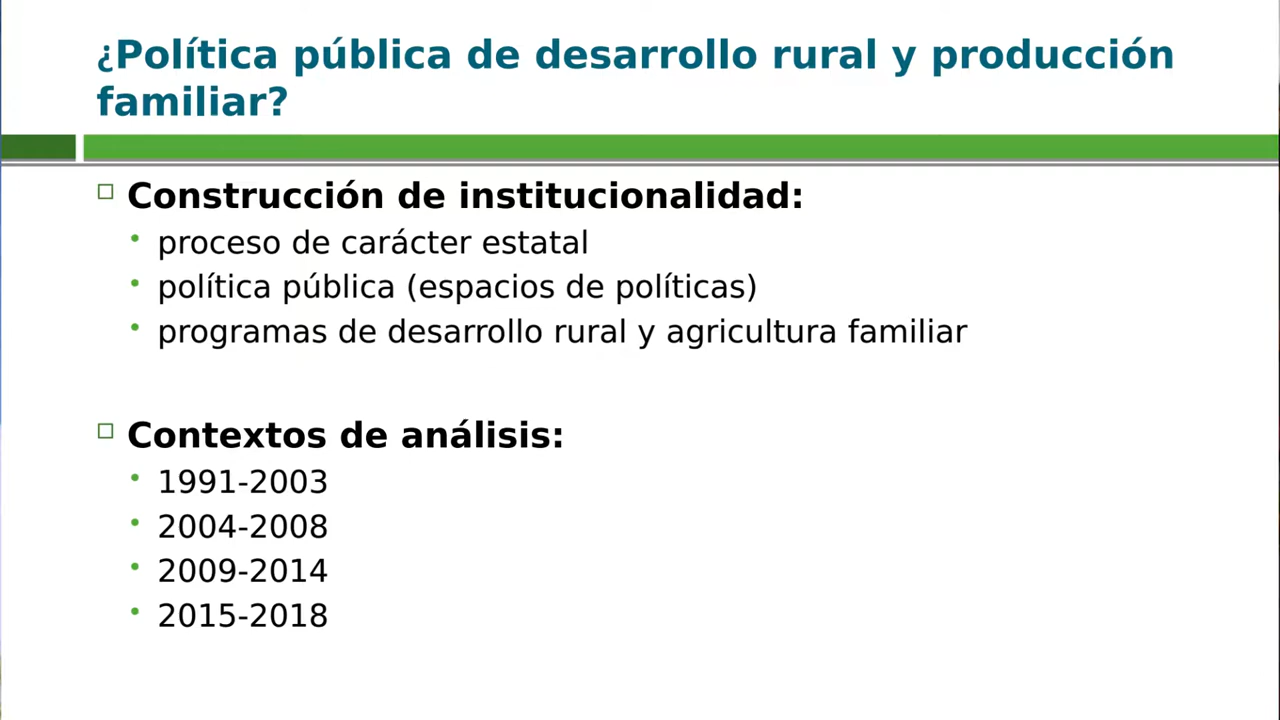 ¿Política pública de desarrollo rural y producción
familiar?
Construcción de institucionalidad:
proceso de carácter estatal
política pública (espacios de políticas)
programas de desarrollo rural y agricultura familiar
Contextos de análisis:
1991-2003
2004-2008
2009-2014
2015-2018